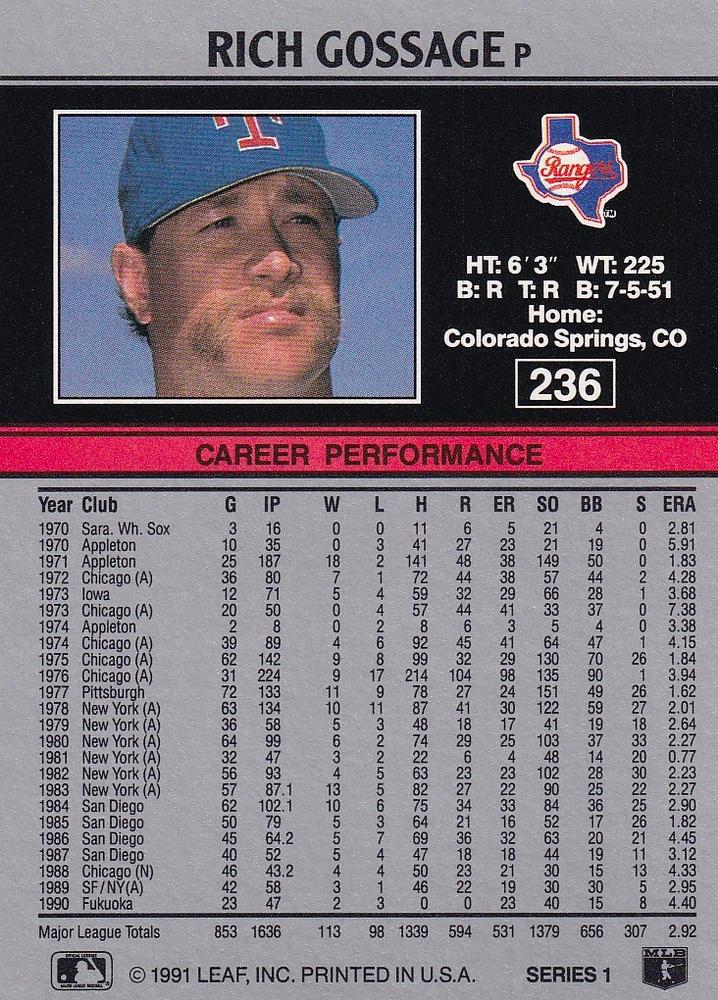 RICH GOSSAGE P
T
Rangers TM
HT: 6' 3" WT: 225
B: R T: R B: 7-5-51
Home:
Colorado Springs, CO
236
CAREER PERFORMANCE
Year Club G IP W L H R ER SO BB S ERA
1970 Sara. Wh. Sox 3 16 0 0 11 6 5 21 4 0 2.81
1970 Appleton 10 35 0 3 41 27 23 21 19 0 5.91
1971 Appleton 25 187 18 2 141 48 38 149 50 0 1.83
1972 Chicago (A) 36 80 7 1 72 44 38 57 44 2 4.28
1973 Iowa 12 71 5 4 59 32 29 66 28 1 3.68
1973 Chicago (A) 20 50 0 4 57 44 41 33 37 0 7.38
1974 Appleton 2 8 0 2 8 6 3 5 4 0 3.38
1974 Chicago (A) 39 89 4 6 92 45 41 64 47 1 4.15
1975 Chicago (A) 62 142 9 8 99 32 29 130 70 26 1.84
1976 Chicago (A) 31 224 9 17 214 104 98 135 90 1 3.94
1977 Pittsburgh 72 133 11 9 78 27 24 151 49 26 1.62
1978 New York (A) 63 134 10 11 87 41 30 122 59 27 2.01
1979 New York (A) 36 58 5 3 48 18 17 41 19 18 2.64
1980 New York (A) 64 99 6 2 74 29 25 103 37 33 2.27
1981 New York (A) 32 47 3 2 22 6 4 48 14 20 0.77
1982 New York (A) 56 93 4 5 63 23 23 102 28 30 2.23
1983 New York (A) 57 87.1 13 5 82 27 22 90 25 22 2.27
1984 San Diego 62 102.1 10 6 75 34 33 84 36 25 2.90
1985 San Diego 50 79 5 3 64 21 16 52 17 26 1.82
1986 San Diego 45 64.2 5 7 69 36 32 63 20 21 4.45
1987 San Diego 40 52 5 4 47 18 18 44 19 11 3.12
1988 Chicago (N) 46 43.2 4 4 50 23 21 30 15 13 4.33
1989 SF/NY(A) 42 58 3 1 46 22 19 30 30 5 2.95
1990 Fukuoka 23 47 2 3 0 0 23 40 15 8 4.40
Major League Totals 853 1636 113 98 1339 594 531 1379 656 307 2.92
© 1991 LEAF, INC. PRINTED IN U.S.A. SERIES 1 MLB